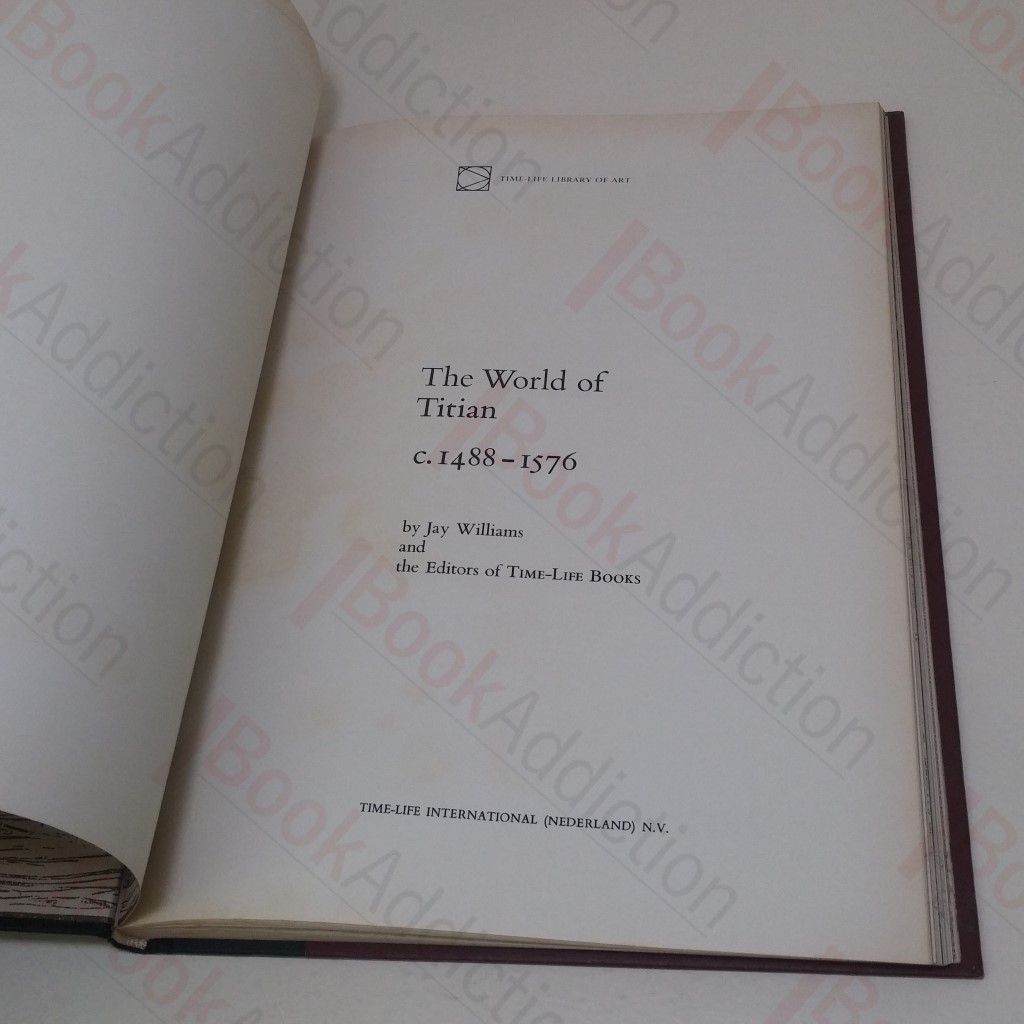 TIME-LIFE LIBRARY OF ART
The World of
Titian
c. 1488–1576
by Jay Williams
and
the Editors of TIME-LIFE BOOKS
TIME-LIFE INTERNATIONAL (NEDERLAND) N.V.
BookAddiction